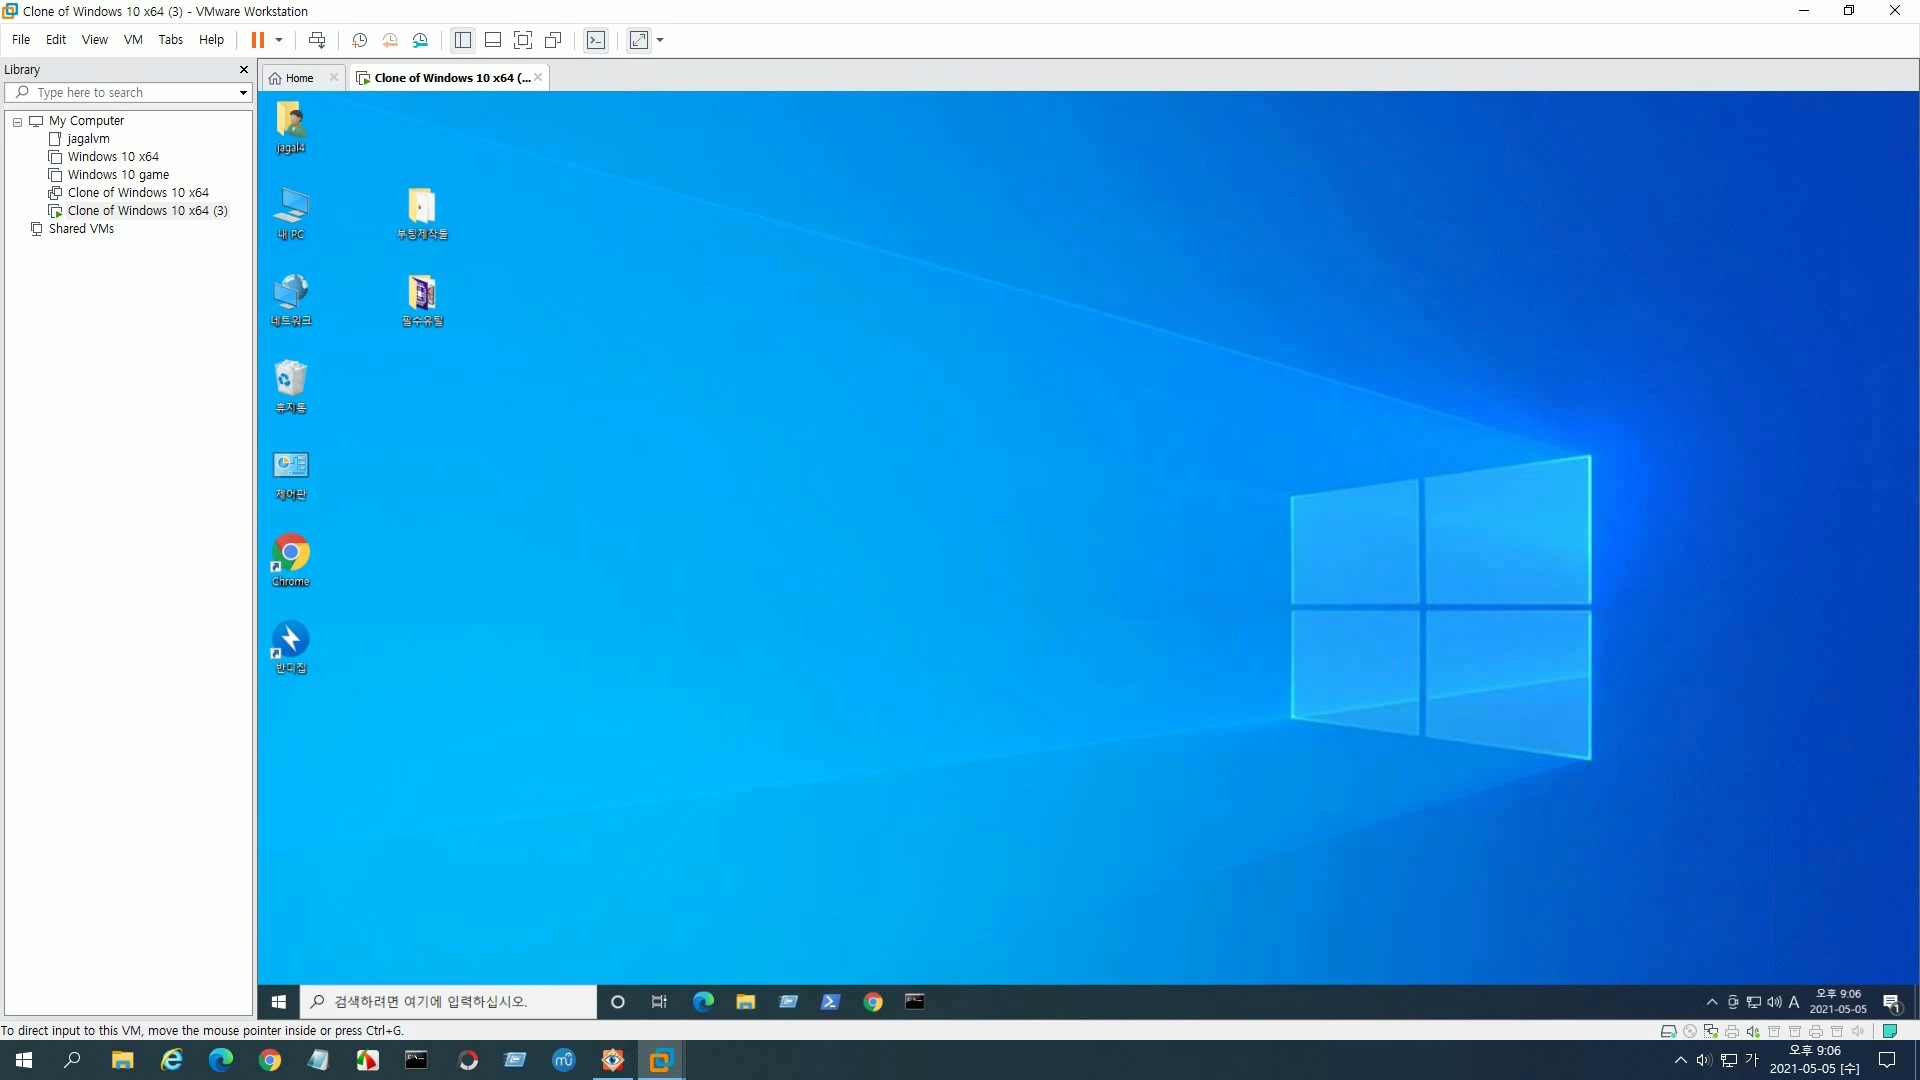 Clone of Windows 10 x64 (3) - VMware Workstation
File Edit View VM Tabs Help
Library
Type here to search
My Computer
jagalvm
Windows 10 x64
Windows 10 game
Clone of Windows 10 x64
Clone of Windows 10 x64 (3)
Shared VMs
Home
Clone of Windows 10 x64 (...
jagal4
내 PC
부팅제작툴
네트워크
필수유틸
휴지통
제어판
Chrome
반디집
검색하려면 여기에 입력하십시오.
A
오후 9:06
2021-05-05
1
To direct input to this VM, move the mouse pointer inside or press Ctrl+G.
mû
가
오후 9:06
2021-05-05 [수]